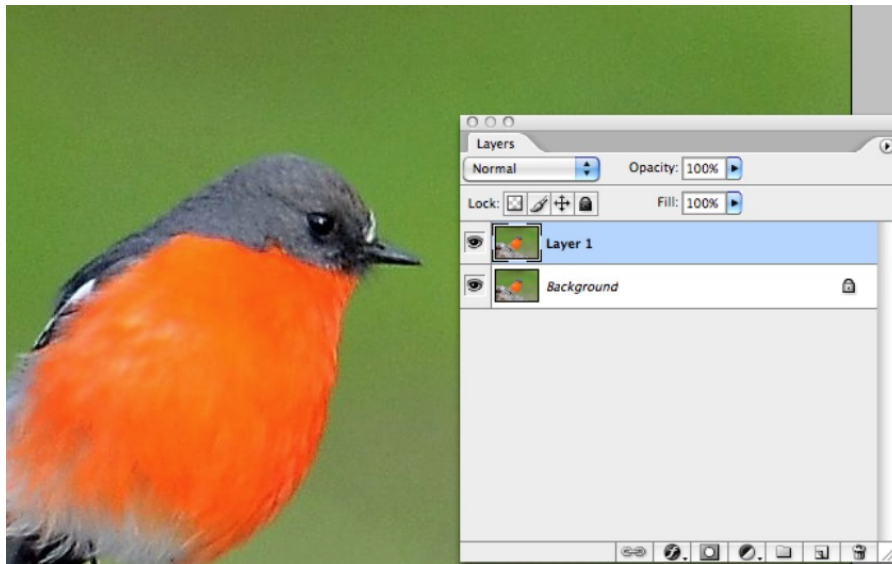 Layers
Normal Opacity: 100%
Lock: Fill: 100%
Layer 1
Background